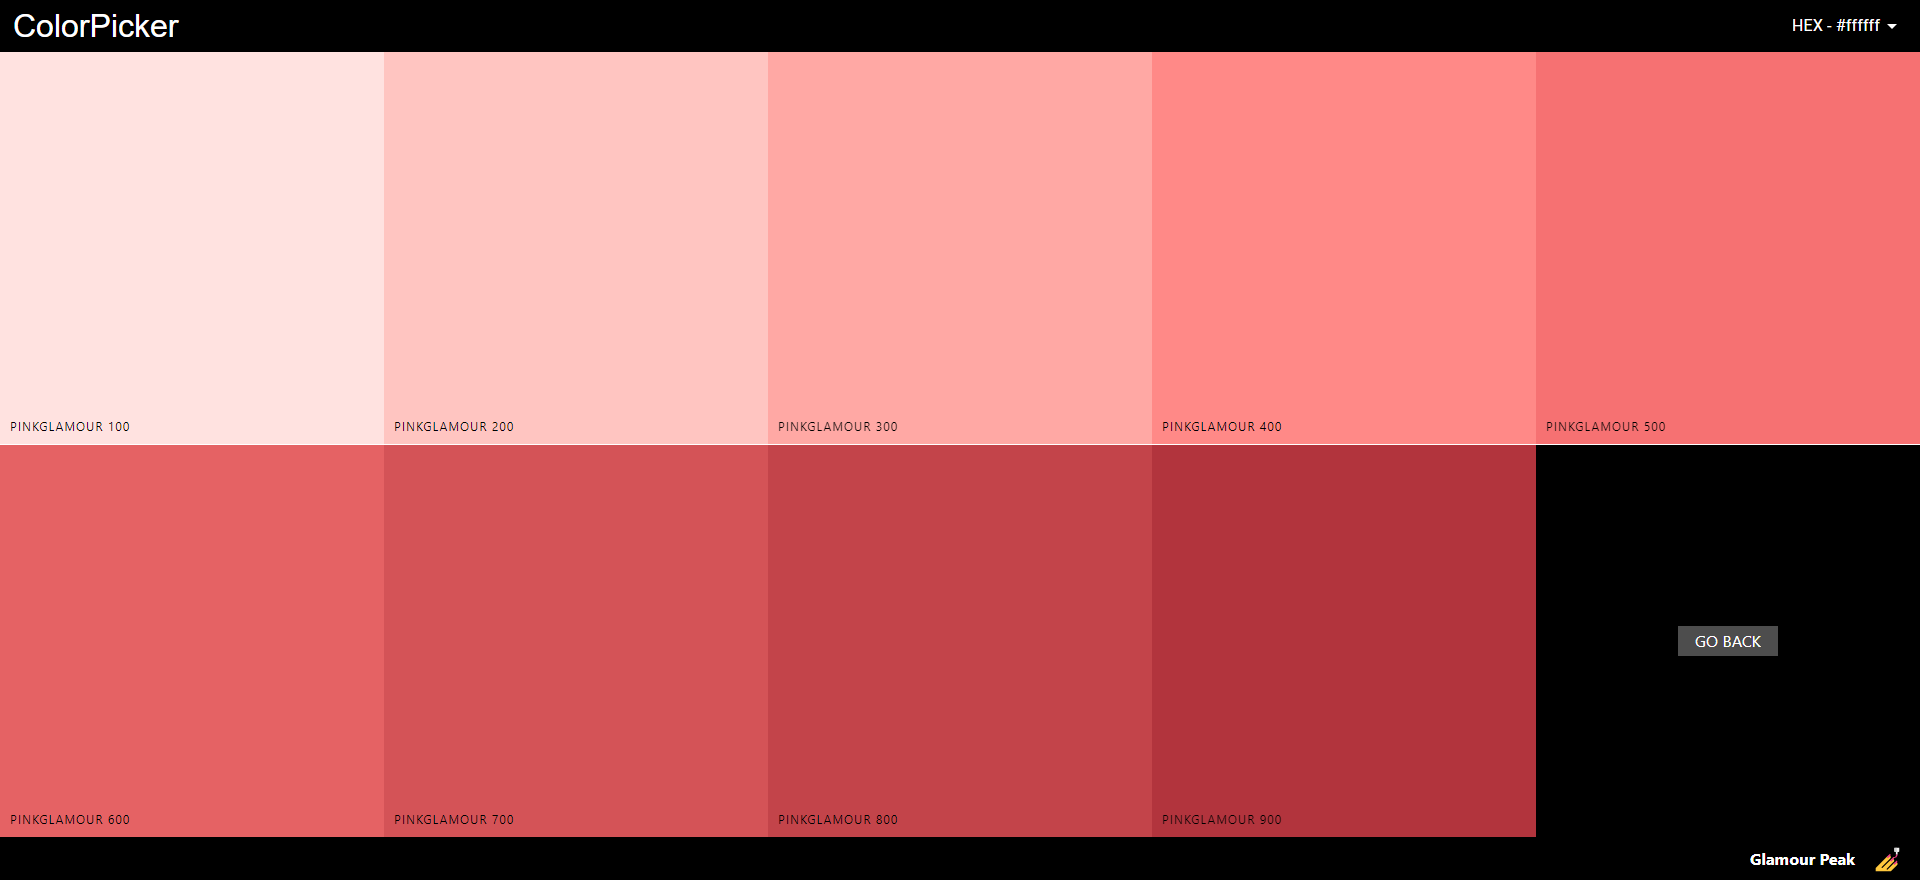 ColorPicker
HEX - #ffffff
PINKGLAMOUR 100
PINKGLAMOUR 200
PINKGLAMOUR 300
PINKGLAMOUR 400
PINKGLAMOUR 500
PINKGLAMOUR 600
PINKGLAMOUR 700
PINKGLAMOUR 800
PINKGLAMOUR 900
GO BACK
Glamour Peak